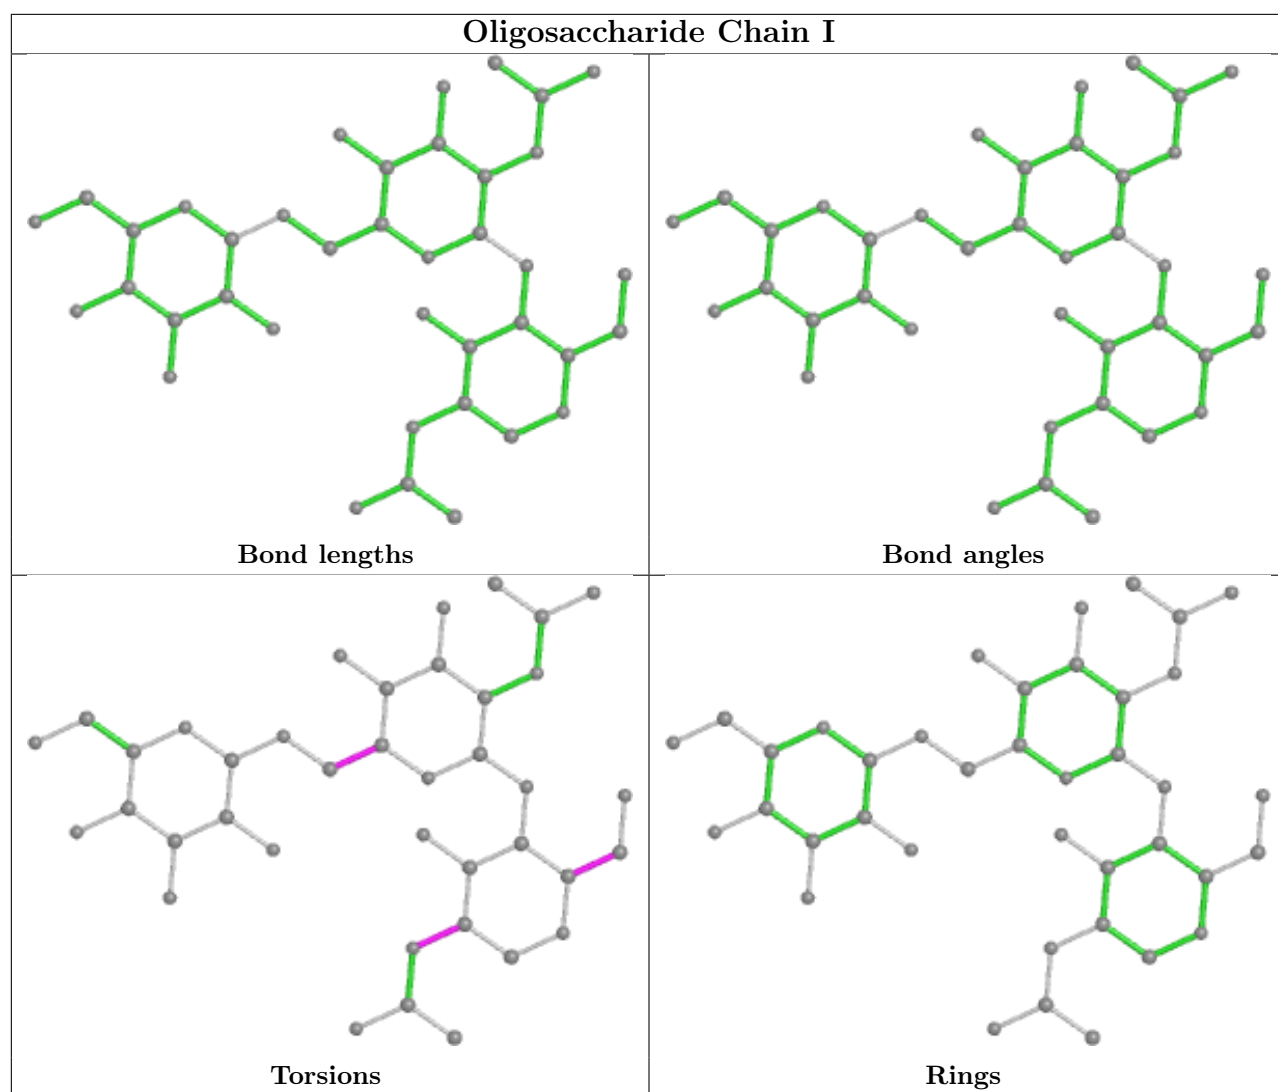 Oligosaccharide Chain I
Bond lengths
Bond angles
Torsions
Rings